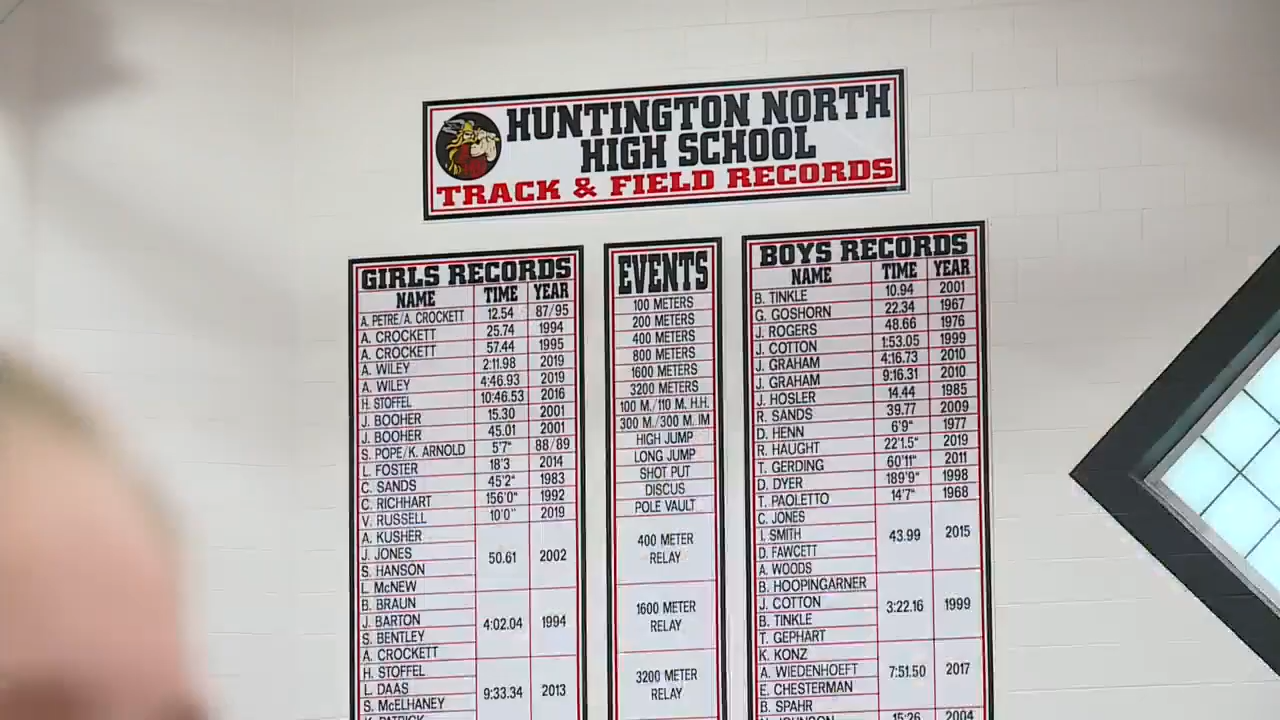 HUNTINGTON NORTH
HIGH SCHOOL
TRACK & FIELD RECORDS
GIRLS RECORDS
NAME TIME YEAR
A. PETRE/A. CROCKETT 12.54 87/95
A. CROCKETT 25.74 1994
A. CROCKETT 57.44 1995
A. WILEY 2:11.98 2019
A. WILEY 4:46.93 2019
H. STOFFEL 10:46.53 2016
J. BOOHER 15.30 2001
J. BOOHER 45.01 2001
S. POPE/K. ARNOLD 5'7" 88/89
L. FOSTER 18'3 2014
C. SANDS 45'2" 1983
C. RICHHART 156'0" 1992
V. RUSSELL 10'0" 2019
A. KUSHER
J. JONES
S. HANSON
L. McNEW
50.61 2002
B. BRAUN
J. BARTON
S. BENTLEY
A. CROCKETT
4:02.04 1994
H. STOFFEL
L. DAAS
S. McELHANEY
9:33.34 2013
EVENTS
100 METERS
200 METERS
400 METERS
800 METERS
1600 METERS
3200 METERS
100 M./110 M. H.H.
300 M./300 M. IM
HIGH JUMP
LONG JUMP
SHOT PUT
DISCUS
POLE VAULT
400 METER
RELAY
1600 METER
RELAY
3200 METER
RELAY
BOYS RECORDS
NAME TIME YEAR
B. TINKLE 10.94 2001
G. GOSHORN 22.34 1967
J. ROGERS 48.66 1976
J. COTTON 1:53.05 1999
J. GRAHAM 4:16.73 2010
J. GRAHAM 9:16.31 2010
J. HOSLER 14.44 1985
R. SANDS 39.77 2009
D. HENN 6'9" 1977
R. HAUGHT 22'1.5" 2019
T. GERDING 60'11" 2011
D. DYER 189'9" 1998
T. PAOLETTO 14'7" 1968
C. JONES
I. SMITH
D. FAWCETT
A. WOODS
43.99 2015
B. HOOPINGARNER
J. COTTON
B. TINKLE
T. GEPHART
3:22.16 1999
K. KONZ
A. WIEDENHOEFT
E. CHESTERMAN
B. SPAHR
7:51.50 2017
15:26 2004